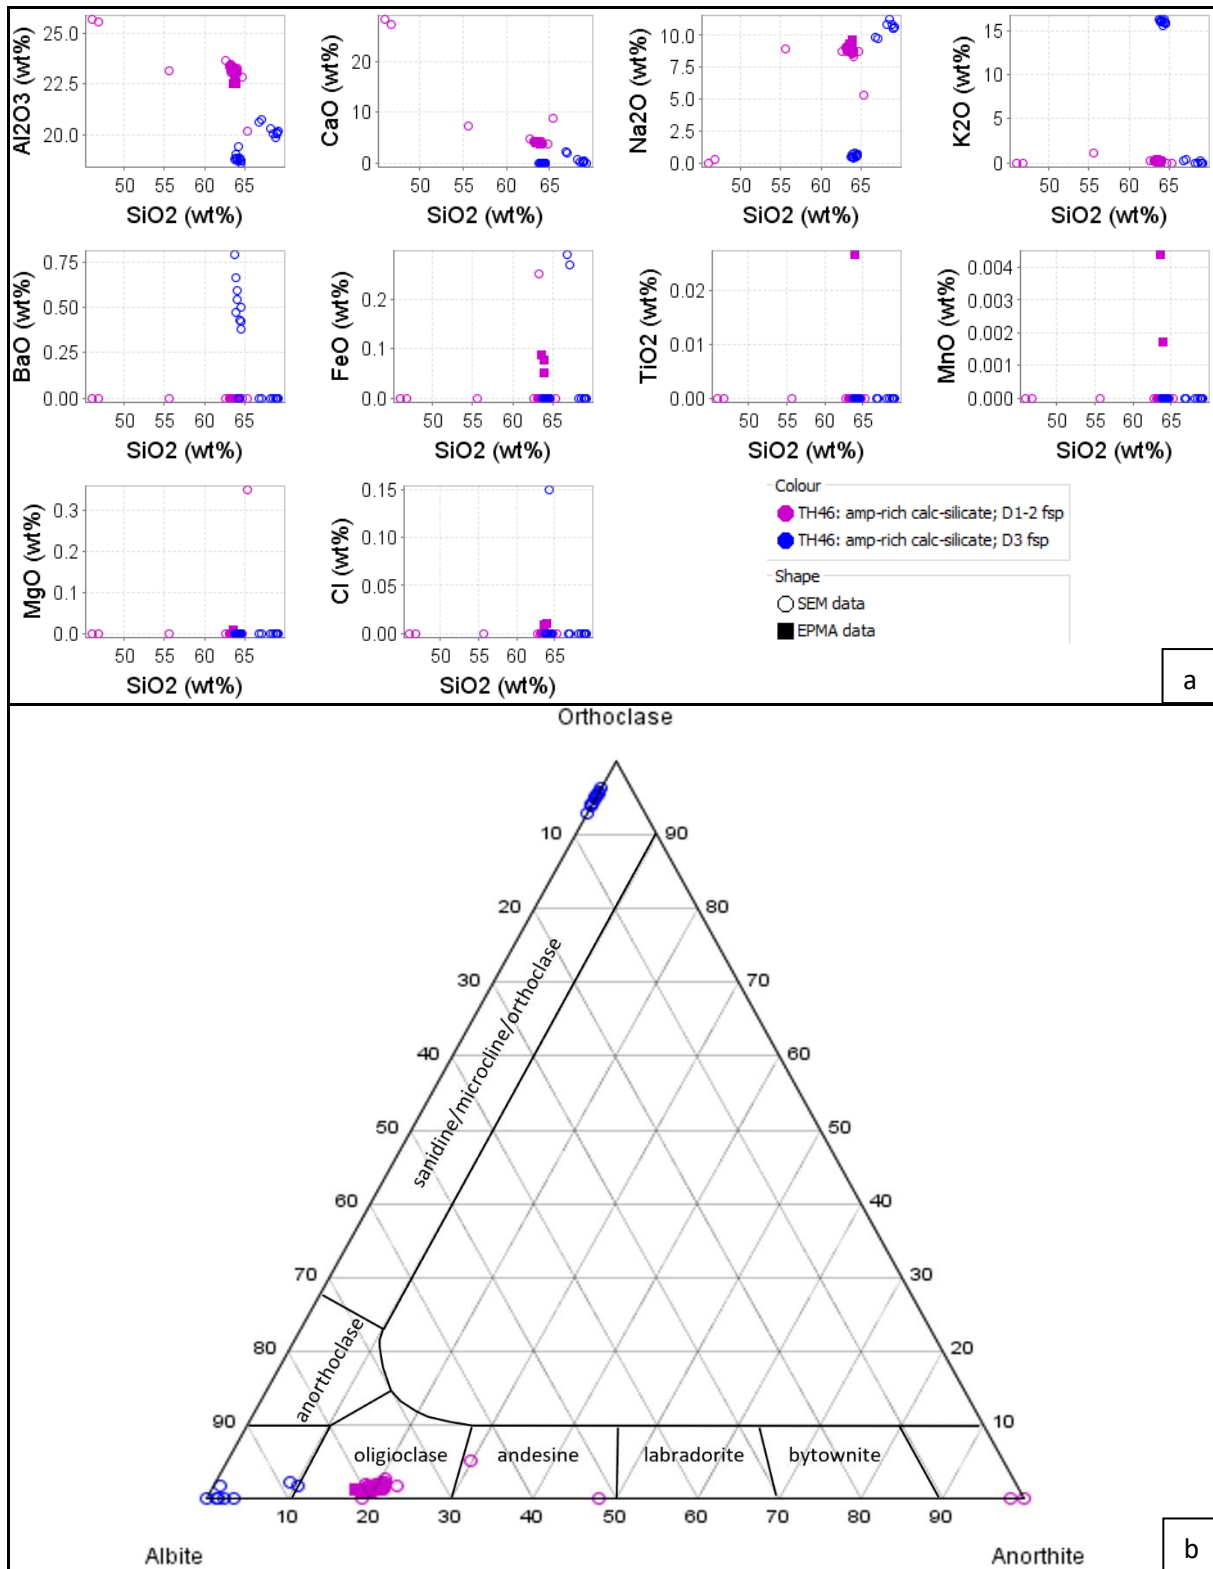 Al2O3 (wt%)
25.0
22.5
20.0
50 55 60 65
SiO2 (wt%)
CaO (wt%)
20
10
0
50 55 60 65
SiO2 (wt%)
Na2O (wt%)
10.0
7.5
5.0
2.5
0.0
50 55 60 65
SiO2 (wt%)
K2O (wt%)
15
10
5
0
50 55 60 65
SiO2 (wt%)
BaO (wt%)
0.75
0.50
0.25
0.00
50 55 60 65
SiO2 (wt%)
FeO (wt%)
0.2
0.1
0.0
50 55 60 65
SiO2 (wt%)
TiO2 (wt%)
0.02
0.01
0.00
50 55 60 65
SiO2 (wt%)
MnO (wt%)
0.004
0.003
0.002
0.001
0.000
50 55 60 65
SiO2 (wt%)
MgO (wt%)
0.3
0.2
0.1
0.0
50 55 60 65
SiO2 (wt%)
Cl (wt%)
0.15
0.10
0.05
0.00
50 55 60 65
SiO2 (wt%)
Colour
TH46: amp-rich calc-silicate; D1-2 fsp
TH46: amp-rich calc-silicate; D3 fsp
Shape
SEM data
EPMA data
a
Orthoclase
10 90
20 80
30 70
sanidine/microcline/orthoclase
40 60
50 50
60 40
70 30
80 20
anorthoclase
90 10
oligioclase andesine labradorite bytownite
10 20 30 40 50 60 70 80 90
Albite Anorthite
b